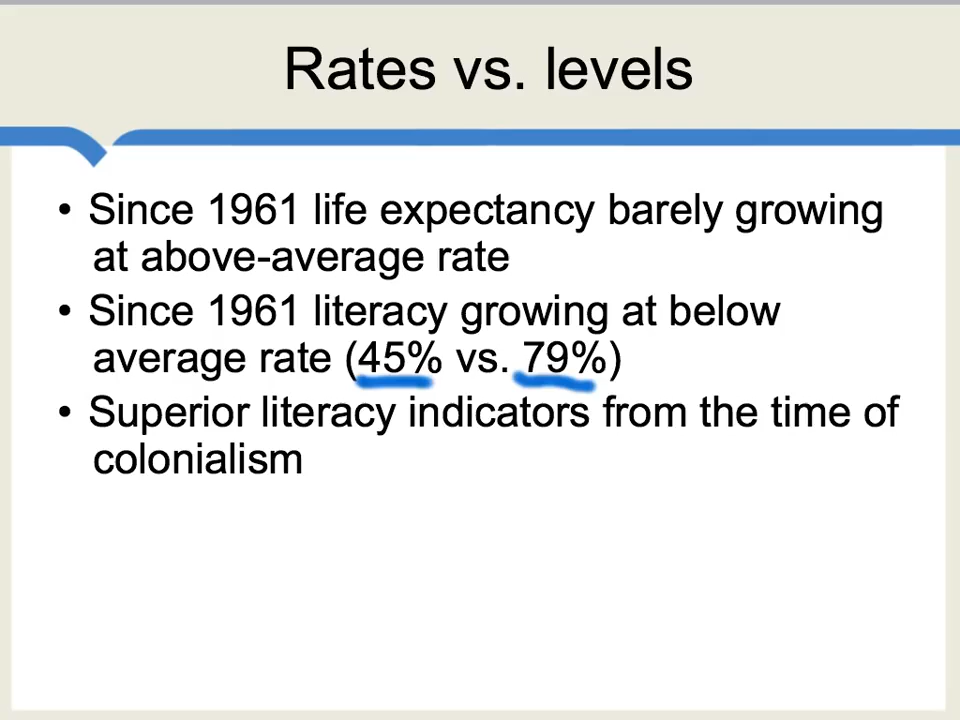 Rates vs. levels
• Since 1961 life expectancy barely growing
at above-average rate
• Since 1961 literacy growing at below
average rate (45% vs. 79%)
• Superior literacy indicators from the time of
colonialism